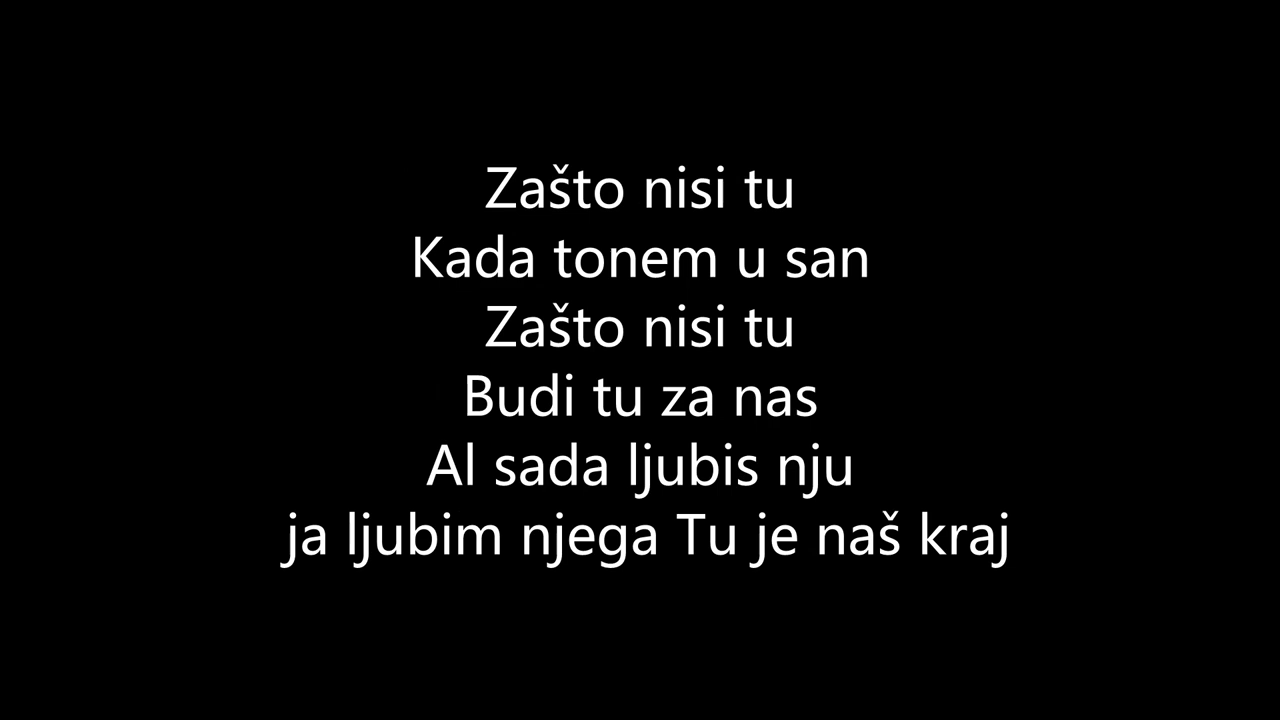 Zašto nisi tu
Kada tonem u san
Zašto nisi tu
Budi tu za nas
Al sada ljubis nju
ja ljubim njega Tu je naš kraj